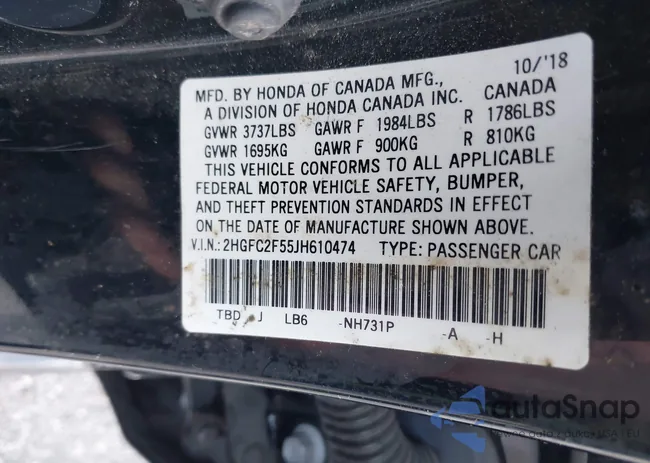 10/'18
MFD. BY HONDA OF CANADA MFG., CANADA
A DIVISION OF HONDA CANADA INC.
GVWR 3737LBS GAWR F 1984LBS R 1786LBS
GVWR 1695KG GAWR F 900KG R 810KG
THIS VEHICLE CONFORMS TO ALL APPLICABLE
FEDERAL MOTOR VEHICLE SAFETY, BUMPER,
AND THEFT PREVENTION STANDARDS IN EFFECT
ON THE DATE OF MANUFACTURE SHOWN ABOVE.
V.I.N.: 2HGFC2F55JH610474 TYPE: PASSENGER CAR
TBD J LB6 -NH731P -A -H
autaSnap